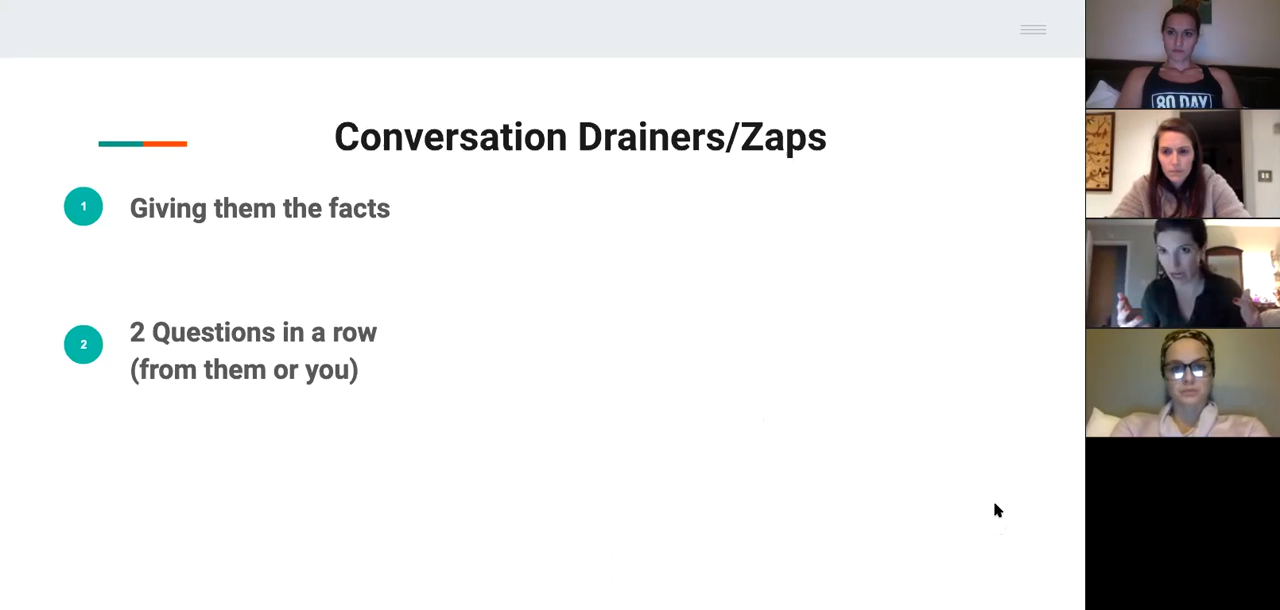 Conversation Drainers/Zaps
1
Giving them the facts
2
2 Questions in a row
(from them or you)
80 DAY